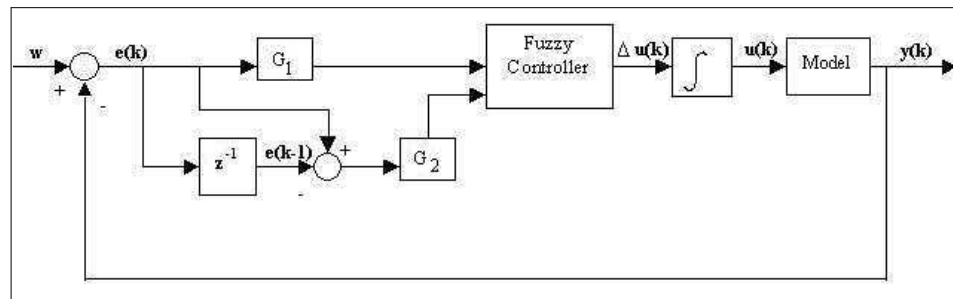 w
e(k)
G1
Fuzzy
Controller
Δ u(k)
∫
u(k)
Model
y(k)
+
-
z-1
e(k-1)
+
-
G2